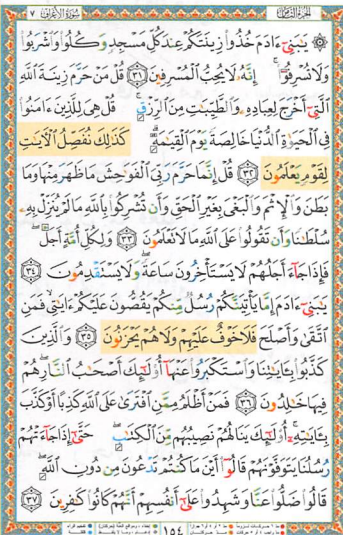 الجزء الثامن سورة الأعراف ٧
۞ يَٰبَنِىٓ ءَادَمَ خُذُوا۟ زِينَتَكُمْ عِندَ كُلِّ مَسْجِدٍ وَكُلُوا۟ وَٱشْرَبُوا۟
وَلَا تُسْرِفُوٓا۟ ۚ إِنَّهُۥ لَا يُحِبُّ ٱلْمُسْرِفِينَ ٣١ قُلْ مَنْ حَرَّمَ زِينَةَ ٱللَّهِ
ٱلَّتِىٓ أَخْرَجَ لِعِبَادِهِۦ وَٱلطَّيِّبَٰتِ مِنَ ٱلرِّزْقِ ۚ قُلْ هِىَ لِلَّذِينَ ءَامَنُوا۟
فِى ٱلْحَيَوٰةِ ٱلدُّنْيَا خَالِصَةً يَوْمَ ٱلْقِيَٰمَةِ ۗ كَذَٰلِكَ نُفَصِّلُ ٱلْءَايَٰتِ
لِقَوْمٍ يَعْلَمُونَ ٣٢ قُلْ إِنَّمَا حَرَّمَ رَبِّىَ ٱلْفَوَٰحِشَ مَا ظَهَرَ مِنْهَا وَمَا
بَطَنَ وَٱلْإِثْمَ وَٱلْبَغْىَ بِغَيْرِ ٱلْحَقِّ وَأَن تُشْرِكُوا۟ بِٱللَّهِ مَا لَمْ يُنَزِّلْ بِهِۦ
سُلْطَٰنًا وَأَن تَقُولُوا۟ عَلَى ٱللَّهِ مَا لَا تَعْلَمُونَ ٣٣ وَلِكُلِّ أُمَّةٍ أَجَلٌ ۖ
فَإِذَا جَآءَ أَجَلُهُمْ لَا يَسْتَأْخِرُونَ سَاعَةً ۖ وَلَا يَسْتَقْدِمُونَ ٣٤
يَٰبَنِىٓ ءَادَمَ إِمَّا يَأْتِيَنَّكُمْ رُسُلٌ مِّنكُمْ يَقُصُّونَ عَلَيْكُمْ ءَايَٰتِى ۙ فَمَنِ
ٱتَّقَىٰ وَأَصْلَحَ فَلَا خَوْفٌ عَلَيْهِمْ وَلَا هُمْ يَحْزَنُونَ ٣٥ وَٱلَّذِينَ
كَذَّبُوا۟ بِـَٔايَٰتِنَا وَٱسْتَكْبَرُوا۟ عَنْهَآ أُو۟لَٰٓئِكَ أَصْحَٰبُ ٱلنَّارِ ۖ هُمْ
فِيهَا خَٰلِدُونَ ٣٦ فَمَنْ أَظْلَمُ مِمَّنِ ٱفْتَرَىٰ عَلَى ٱللَّهِ كَذِبًا أَوْ كَذَّبَ
بِـَٔايَٰتِهِۦٓ ۚ أُو۟لَٰٓئِكَ يَنَالُهُمْ نَصِيبُهُم مِّنَ ٱلْكِتَٰبِ ۖ حَتَّىٰٓ إِذَا جَآءَتْهُمْ
رُسُلُنَا يَتَوَفَّوْنَهُمْ قَالُوٓا۟ أَيْنَ مَا كُنتُمْ تَدْعُونَ مِن دُونِ ٱللَّهِ ۖ
قَالُوا۟ ضَلُّوا۟ عَنَّا وَشَهِدُوا۟ عَلَىٰٓ أَنفُسِهِمْ أَنَّهُمْ كَانُوا۟ كَٰفِرِينَ ٣٧
١٥٤